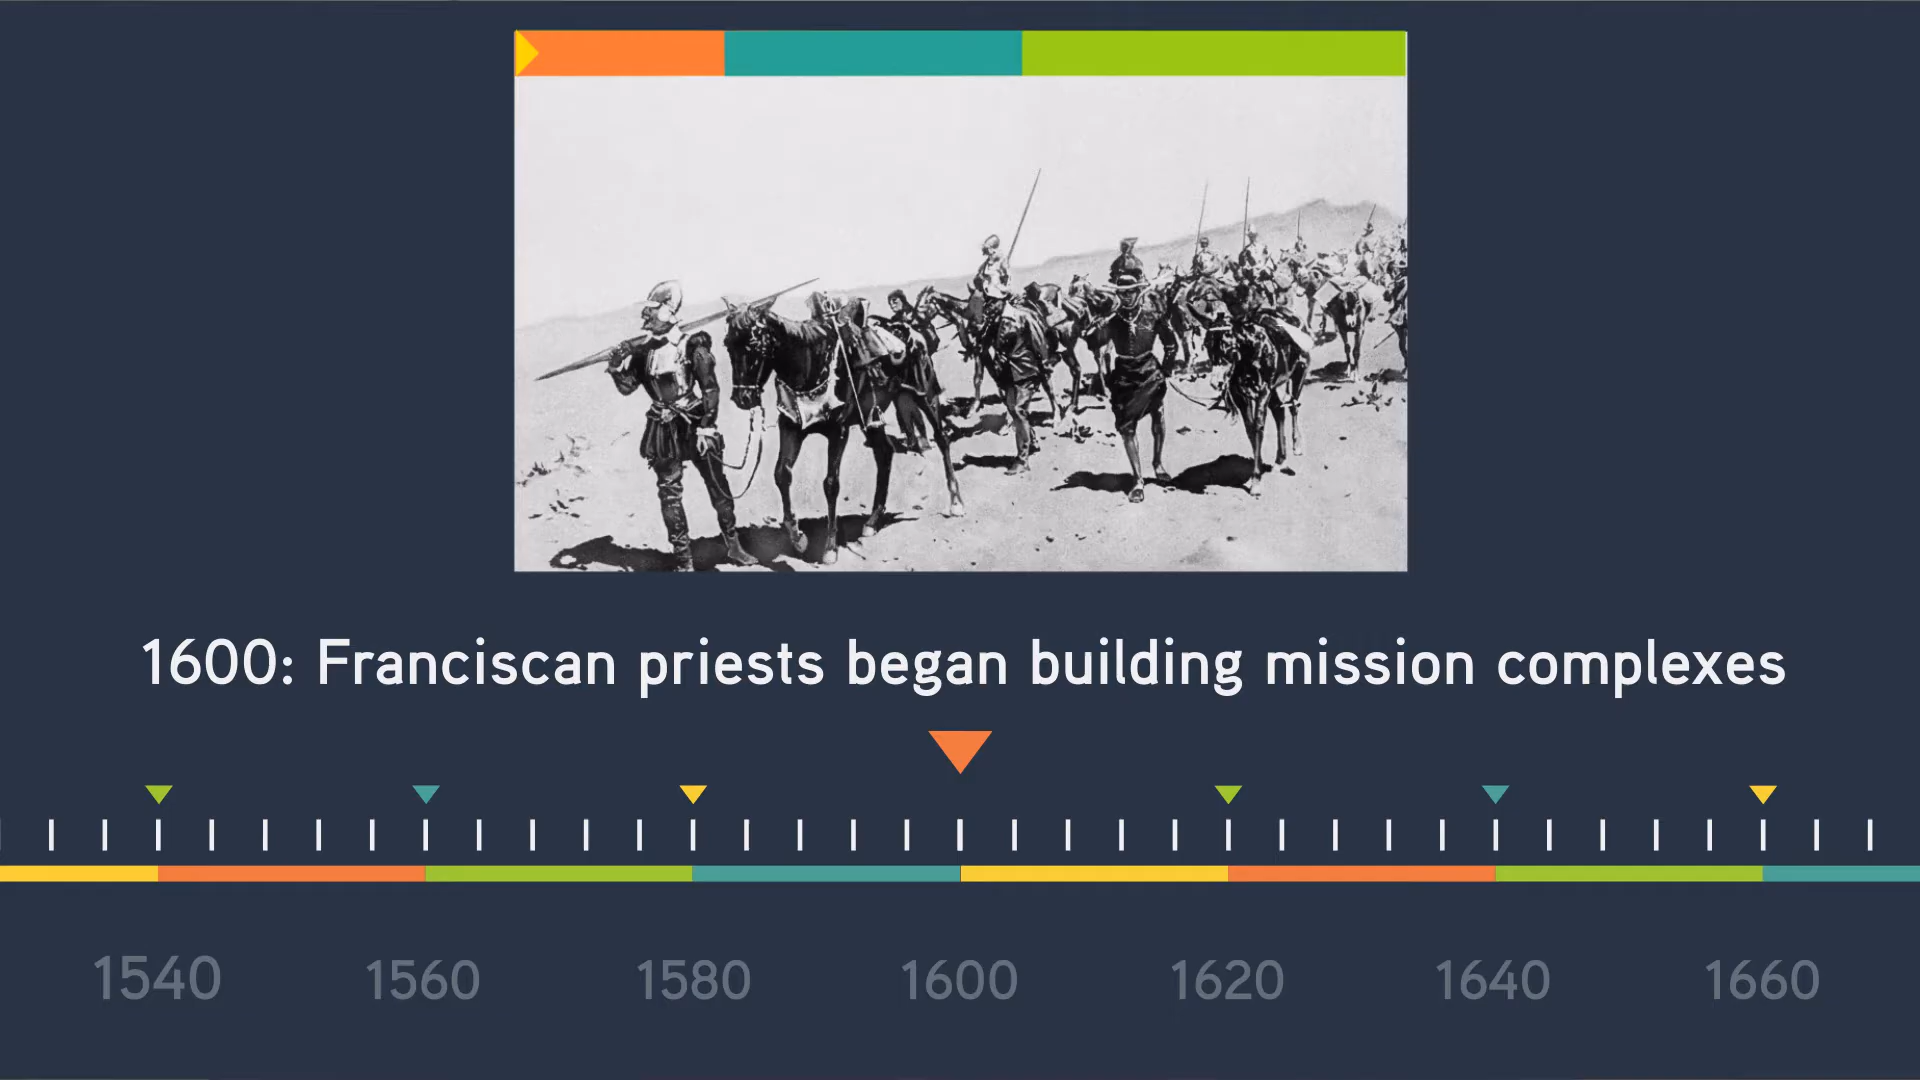 1600: Franciscan priests began building mission complexes
1540 1560 1580 1600 1620 1640 1660